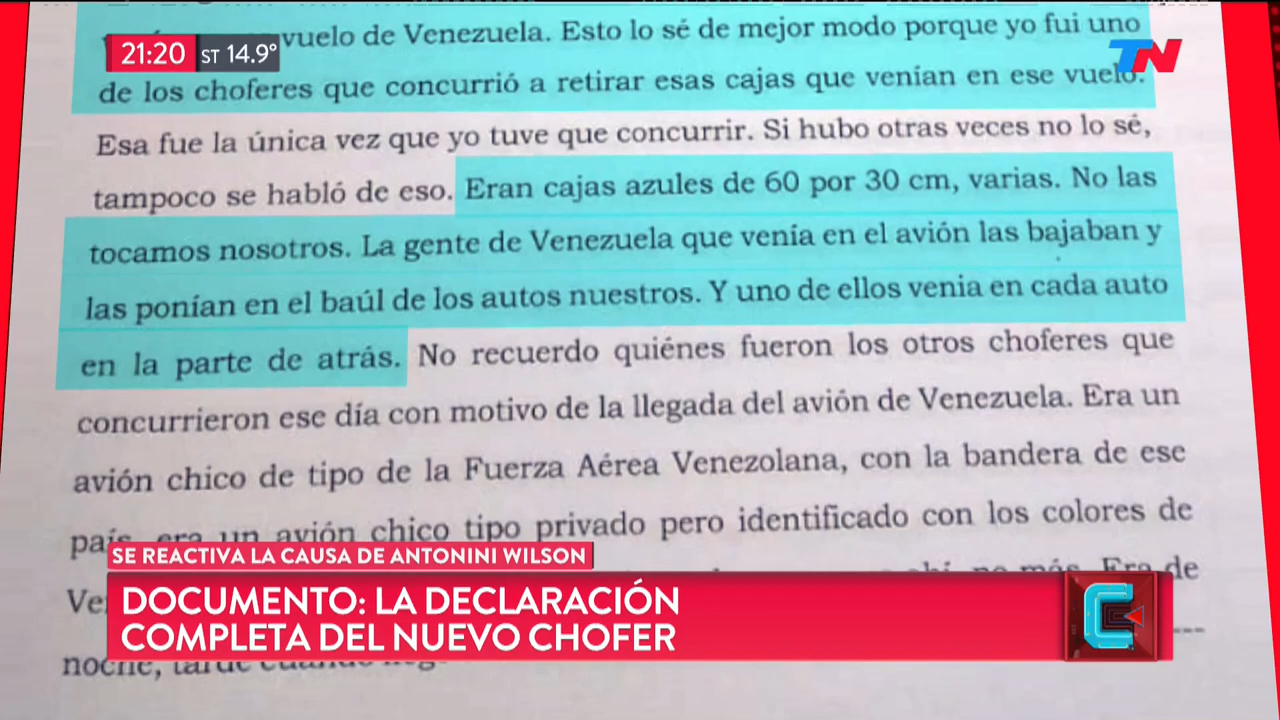 vuelo de Venezuela. Esto lo sé de mejor modo porque yo fui uno
21:20 ST 14.9°
TN
de los choferes que concurrió a retirar esas cajas que venían en ese vuelo.
Esa fue la única vez que yo tuve que concurrir. Si hubo otras veces no lo sé,
tampoco se habló de eso. Eran cajas azules de 60 por 30 cm, varias. No las
tocamos nosotros. La gente de Venezuela que venía en el avión las bajaban y
las ponían en el baúl de los autos nuestros. Y uno de ellos venia en cada auto
en la parte de atrás. No recuerdo quiénes fueron los otros choferes que
concurrieron ese día con motivo de la llegada del avión de Venezuela. Era un
avión chico de tipo de la Fuerza Aérea Venezolana, con la bandera de ese
país, era un avión chico tipo privado pero identificado con los colores de
no más. Era de
noche, tarde
SE REACTIVA LA CAUSA DE ANTONINI WILSON
DOCUMENTO: LA DECLARACIÓN
COMPLETA DEL NUEVO CHOFER
C